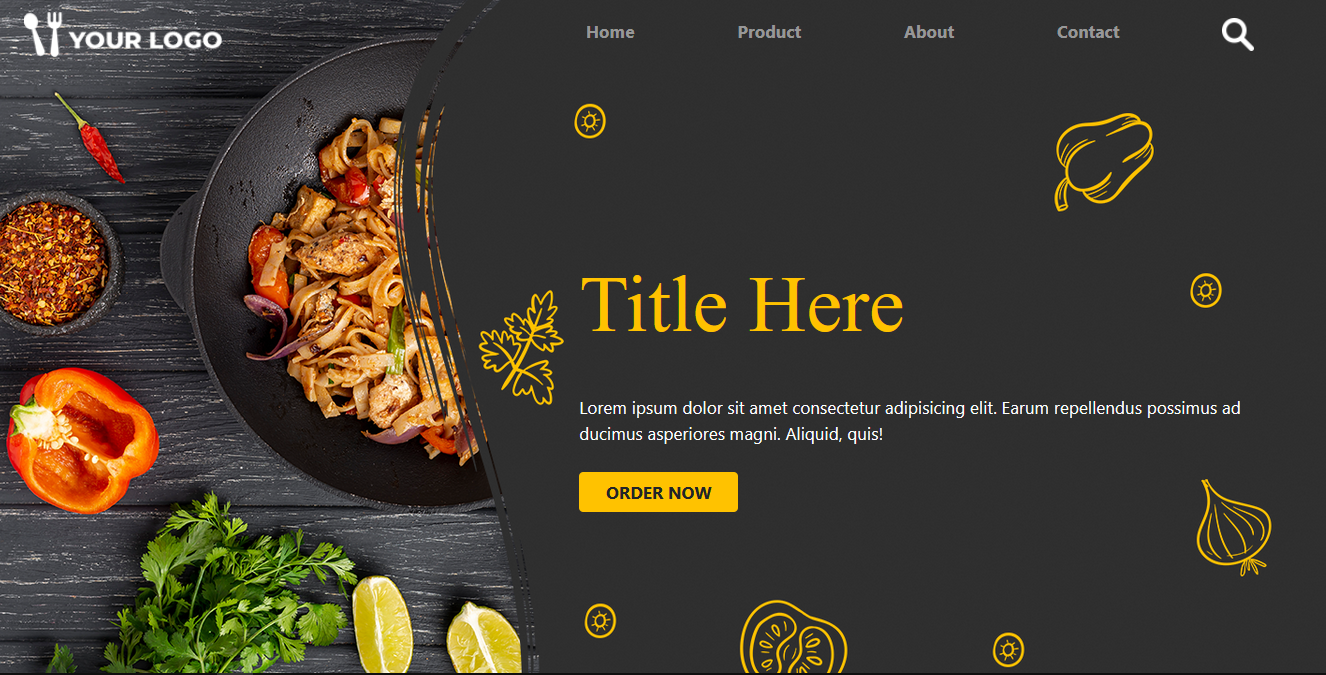 YOUR LOGO
Home
Product
About
Contact
Title Here
Lorem ipsum dolor sit amet consectetur adipisicing elit. Earum repellendus possimus ad
ducimus asperiores magni. Aliquid, quis!
ORDER NOW